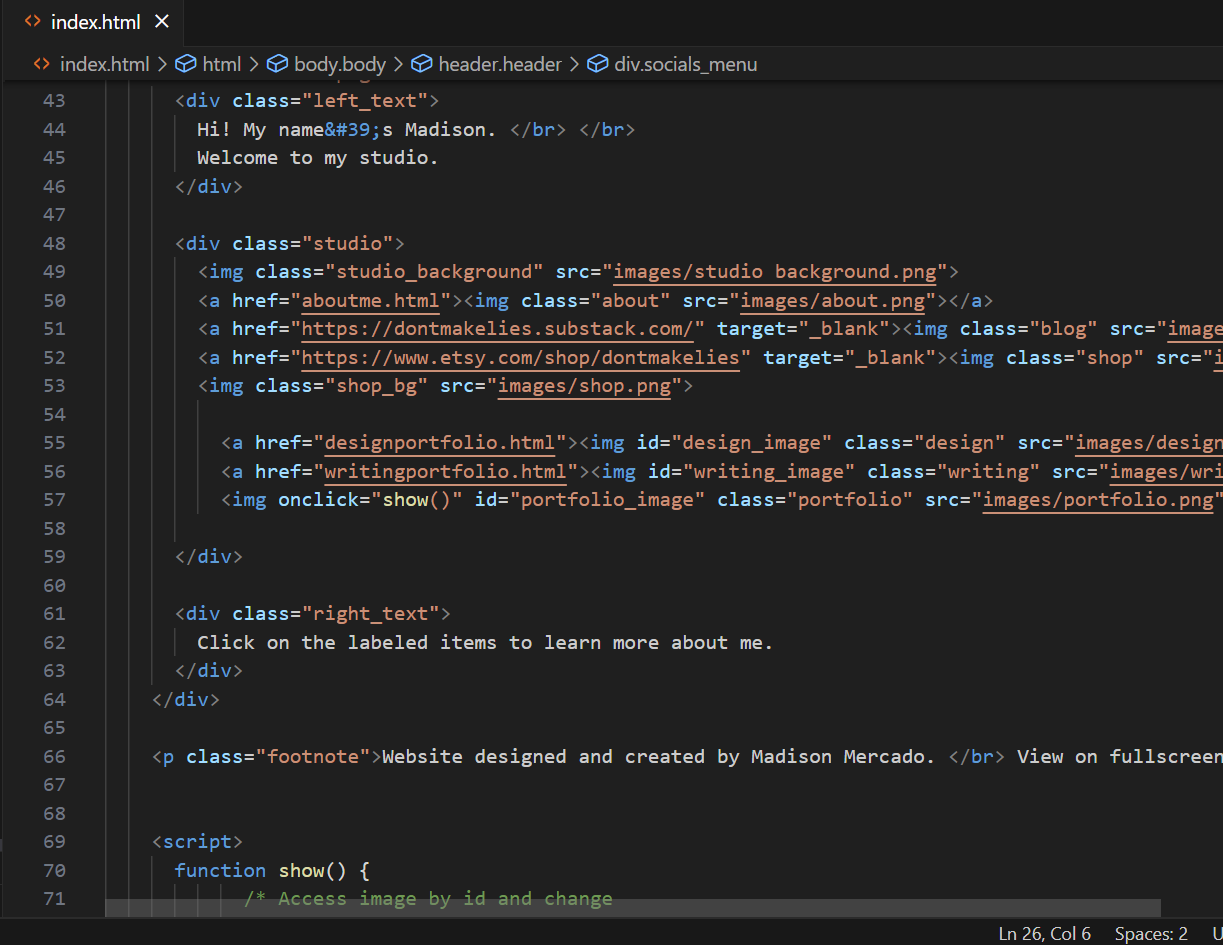 index.html
index.html > html > body.body > header.header > div.socials_menu
43 <div class="left_text">
44 Hi! My name&#39;s Madison. </br> </br>
45 Welcome to my studio.
46 </div>
47
48 <div class="studio">
49 <img class="studio_background" src="images/studio_background.png">
50 <a href="aboutme.html"><img class="about" src="images/about.png"></a>
51 <a href="https://dontmakelies.substack.com/" target="_blank"><img class="blog" src="image
52 <a href="https://www.etsy.com/shop/dontmakelies" target="_blank"><img class="shop" src="i
53 <img class="shop_bg" src="images/shop.png">
54
55 <a href="designportfolio.html"><img id="design_image" class="design" src="images/design
56 <a href="writingportfolio.html"><img id="writing_image" class="writing" src="images/wri
57 <img onclick="show()" id="portfolio_image" class="portfolio" src="images/portfolio.png"
58
59 </div>
60
61 <div class="right_text">
62 Click on the labeled items to learn more about me.
63 </div>
64 </div>
65
66 <p class="footnote">Website designed and created by Madison Mercado. </br> View on fullscreen
67
68
69 <script>
70 function show() {
71 /* Access image by id and change
Ln 26, Col 6 Spaces: 2